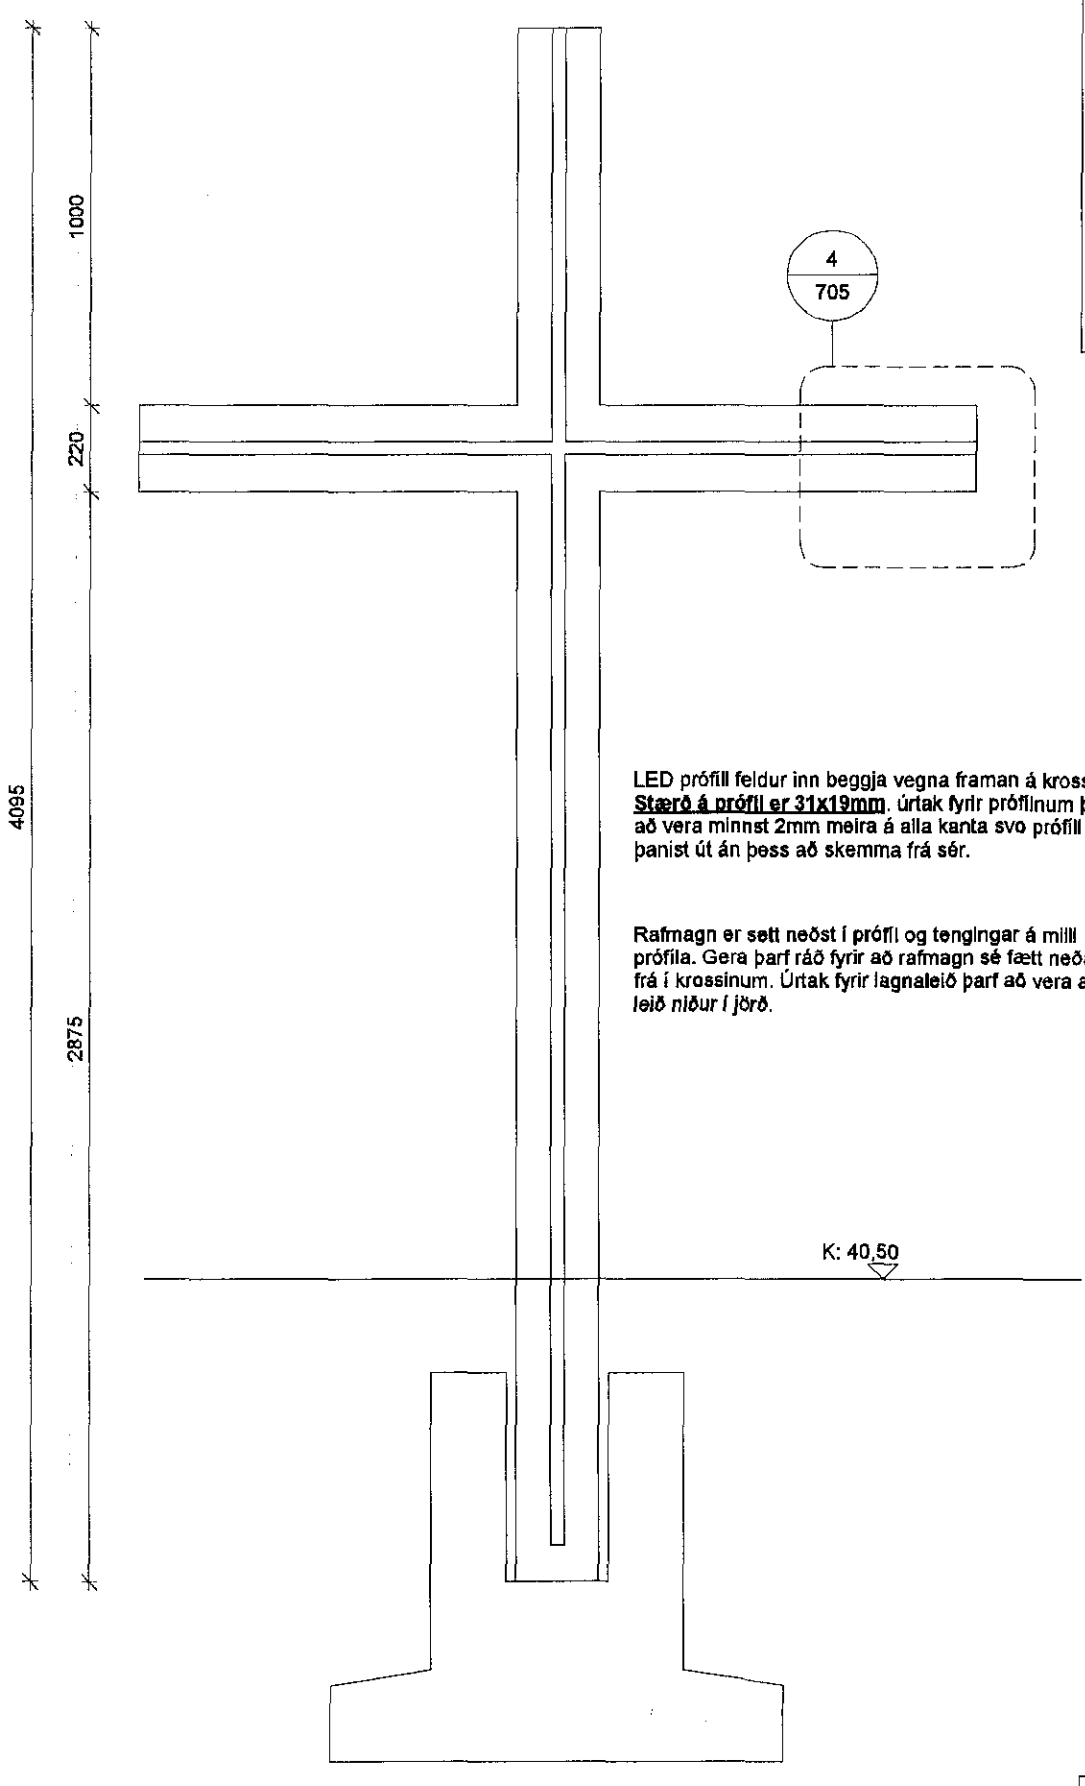 1000
4
705
220
4095
LED prófíll feldur inn beggja vegna framan á kross
Stærð á prófíl er 31x19mm. úrtak fyrir prófílnum þ
að vera minnst 2mm meira á alla kanta svo prófíll
þanist út án þess að skemma frá sér.
Rafmagn er sett neðst í prófíl og tengingar á milli
prófíla. Gera þarf ráð fyrir að rafmagn sé fætt neða
frá í krossinum. Úrtak fyrir lagnaleið þarf að vera a
leið niður í jörð.
2875
K: 40,50